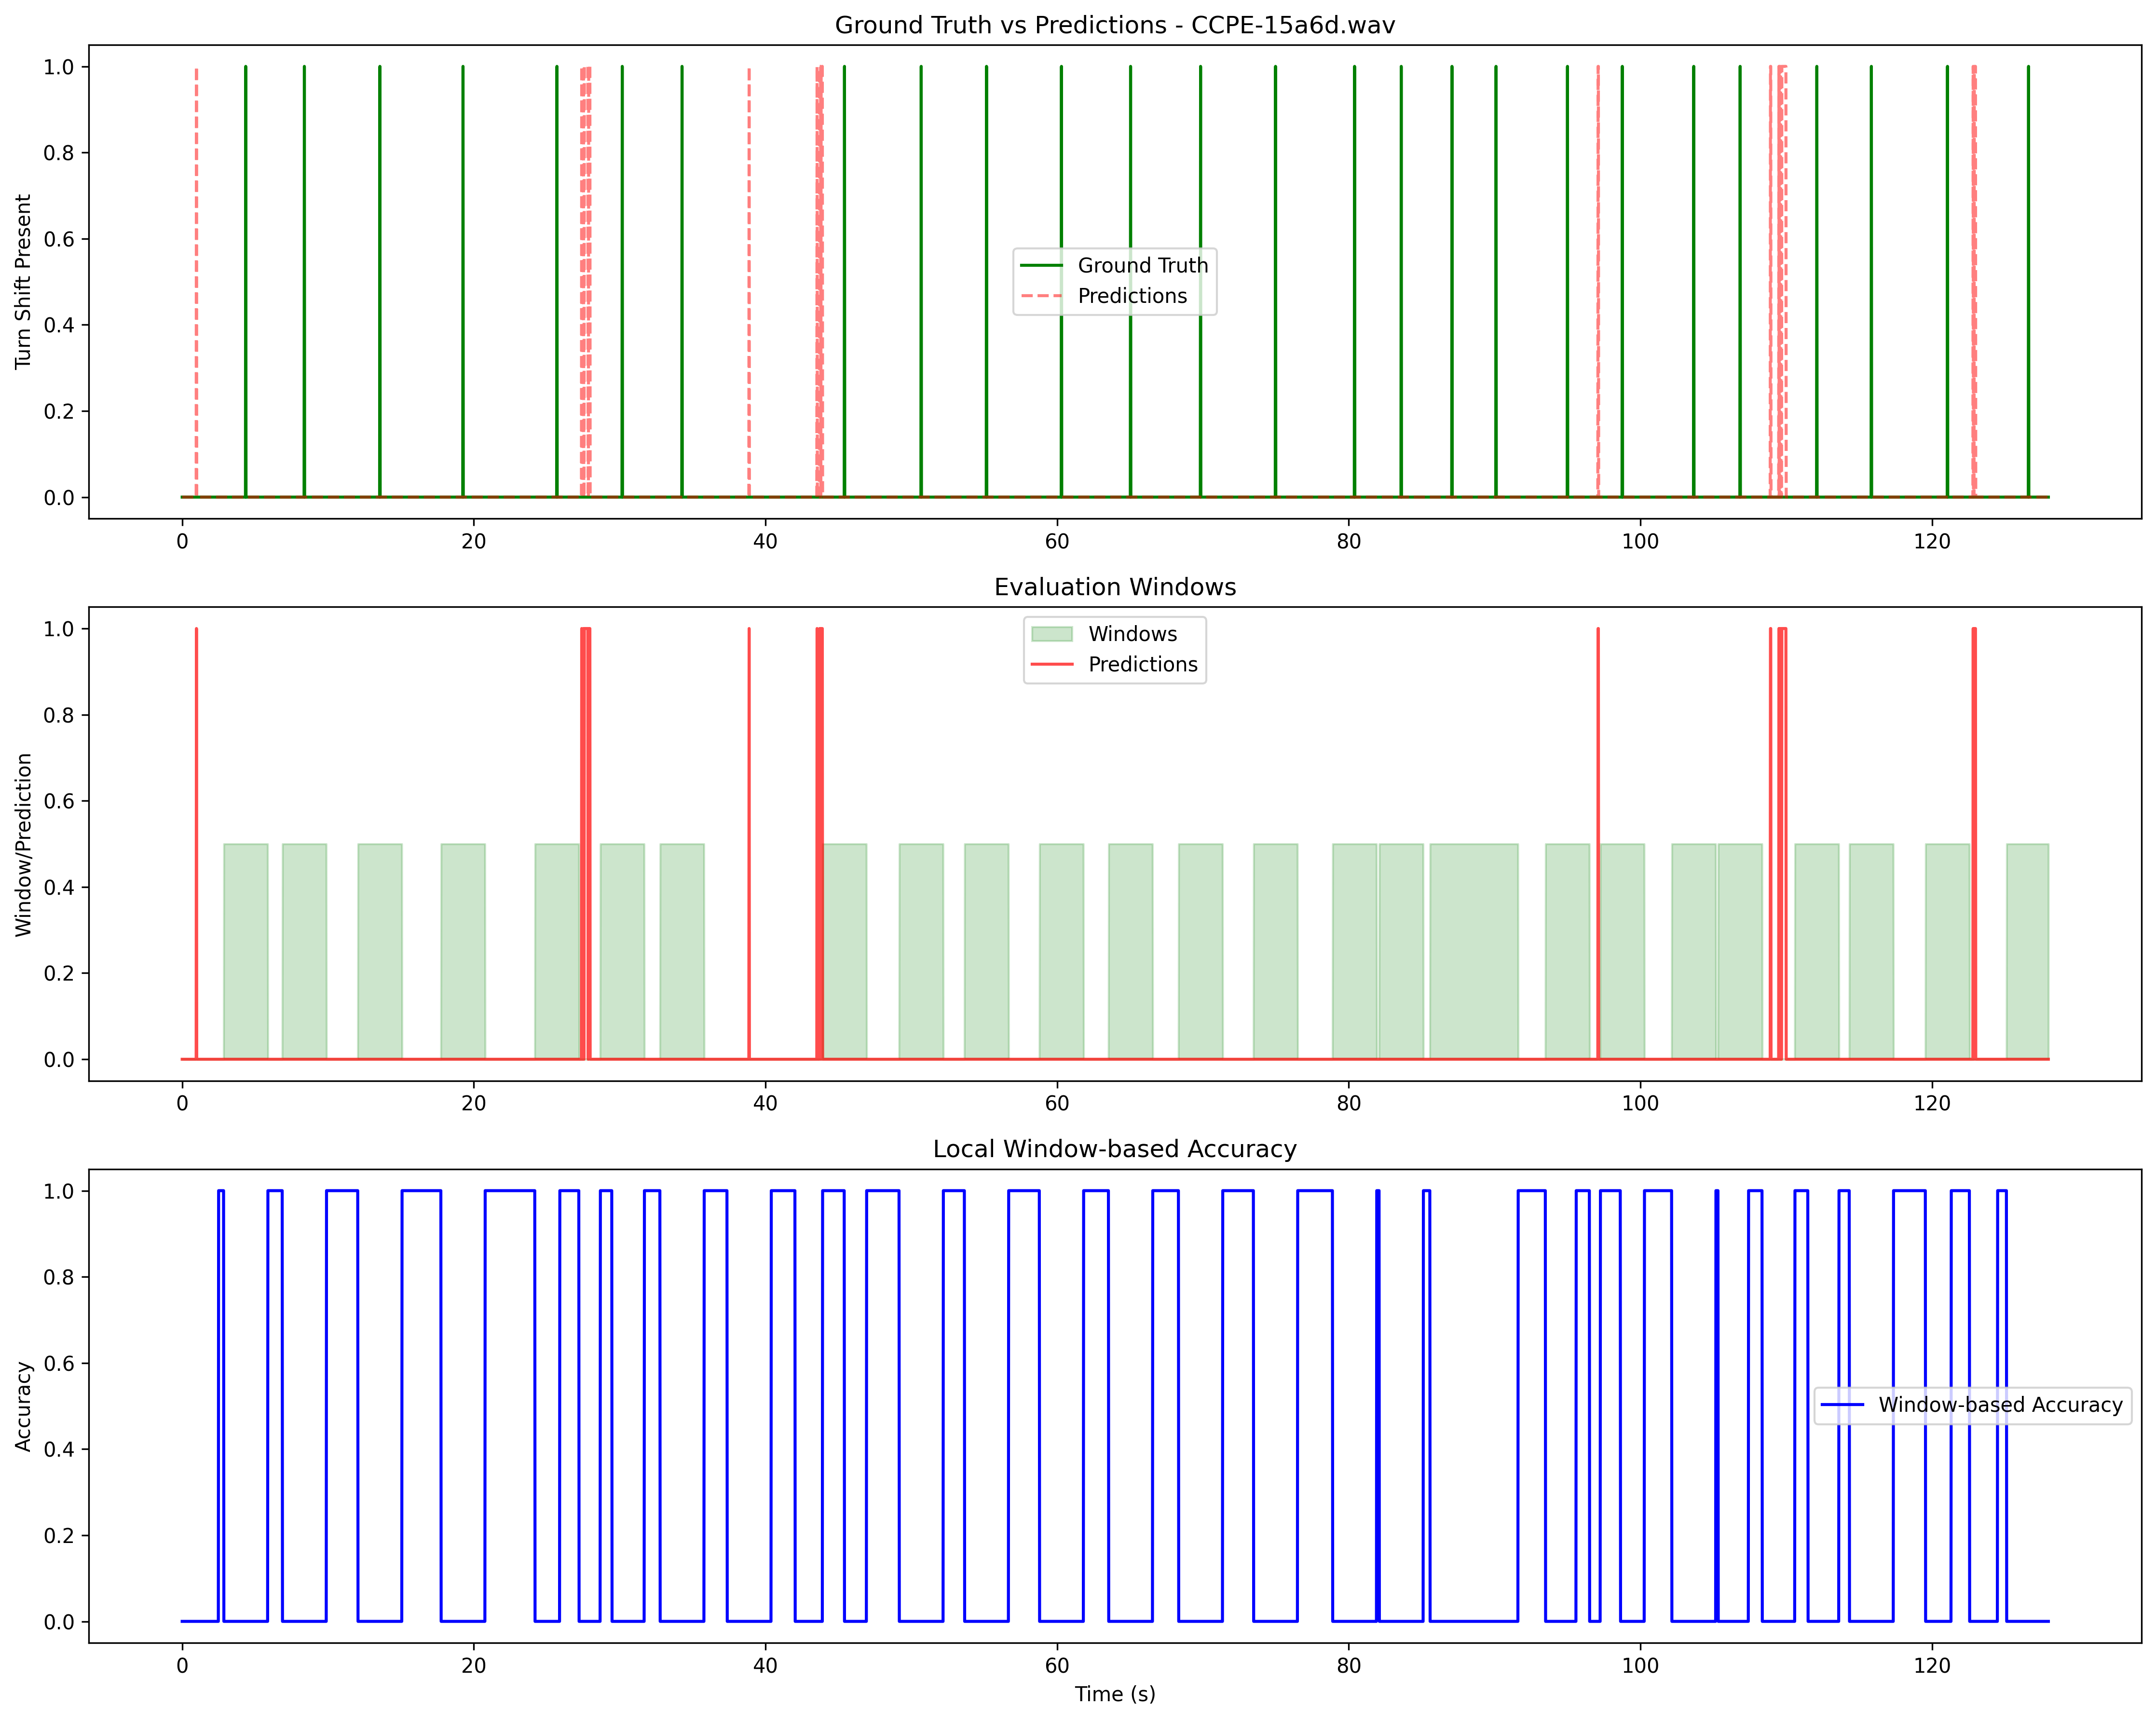 Ground Truth vs Predictions - CCPE-15a6d.wav
Turn Shift Present
1.0
0.8
0.6
0.4
0.2
0.0
Ground Truth
Predictions
0 20 40 60 80 100 120
Evaluation Windows
Window/Prediction
1.0
0.8
0.6
0.4
0.2
0.0
Windows
Predictions
0 20 40 60 80 100 120
Local Window-based Accuracy
Accuracy
1.0
0.8
0.6
0.4
0.2
0.0
Window-based Accuracy
0 20 40 60 80 100 120
Time (s)